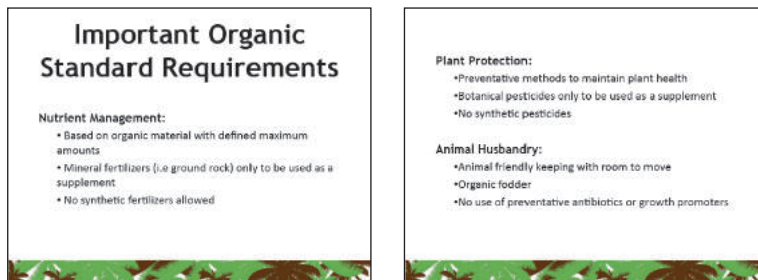 Important Organic
Standard Requirements
Nutrient Management:
• Based on organic material with defined maximum
amounts
• Mineral fertilizers (i.e ground rock) only to be used as a
supplement
• No synthetic fertilizers allowed
Plant Protection:
•Preventative methods to maintain plant health
•Botanical pesticides only to be used as a supplement
•No synthetic pesticides
Animal Husbandry:
•Animal friendly keeping with room to move
•Organic fodder
•No use of preventative antibiotics or growth promoters